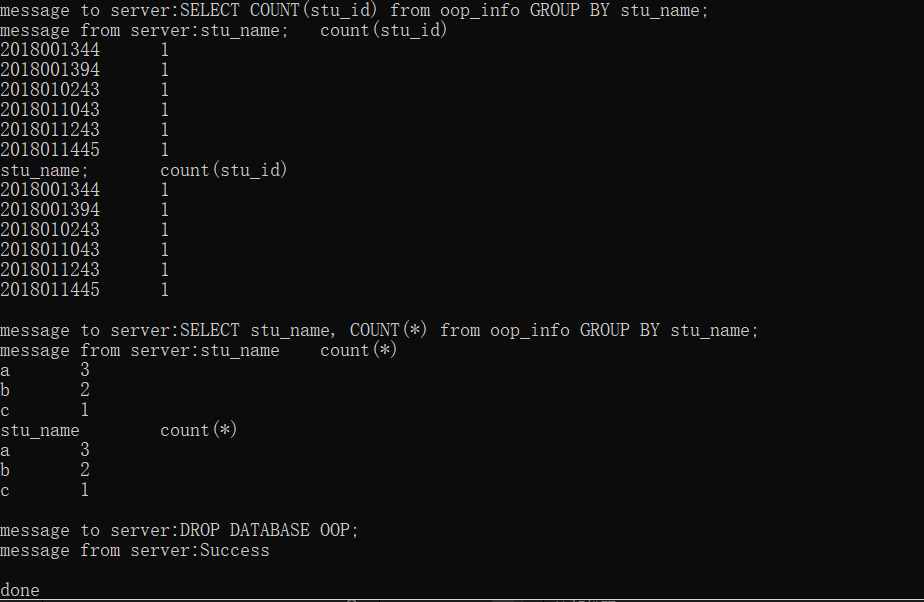 message to server:SELECT COUNT(stu_id) from oop_info GROUP BY stu_name;
message from server:stu_name;   count(stu_id)
2018001344      1
2018001394      1
2018010243      1
2018011043      1
2018011243      1
2018011445      1
stu_name;       count(stu_id)
2018001344      1
2018001394      1
2018010243      1
2018011043      1
2018011243      1
2018011445      1
message to server:SELECT stu_name, COUNT(*) from oop_info GROUP BY stu_name;
message from server:stu_name    count(*)
a       3
b       2
c       1
stu_name        count(*)
a       3
b       2
c       1
message to server:DROP DATABASE OOP;
message from server:Success
done